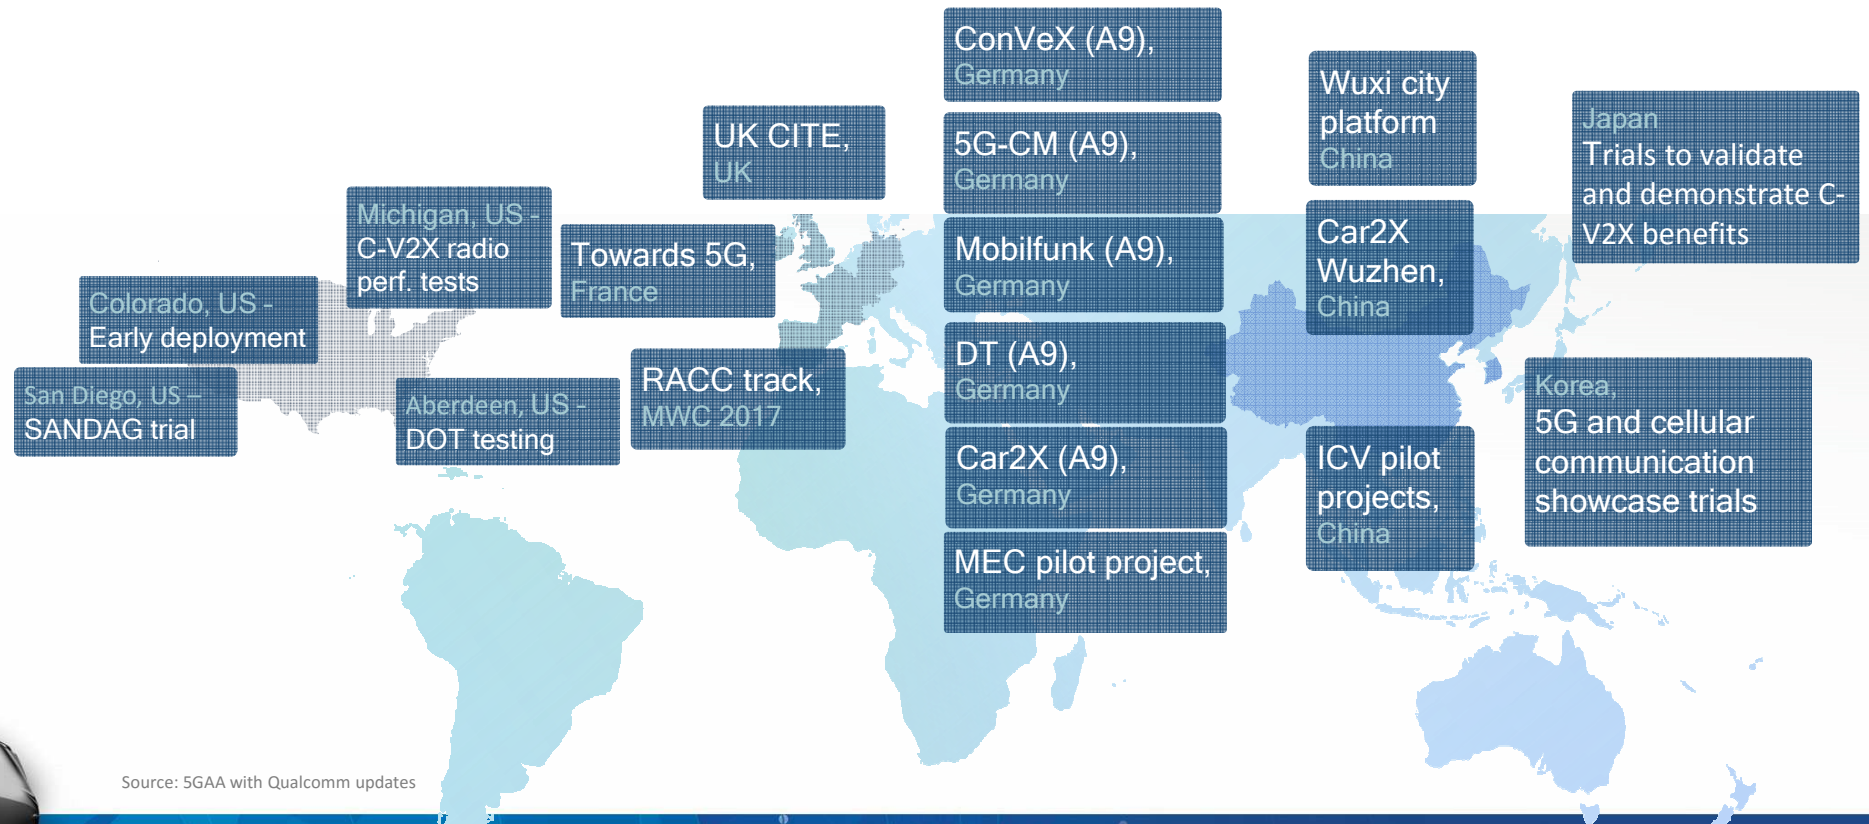 ConVeX (A9),
Germany
5G-CM (A9),
Germany
Mobilfunk (A9),
Germany
DT (A9),
Germany
Car2X (A9),
Germany
MEC pilot project,
Germany
Wuxi city
platform
China
Car2X
Wuzhen,
China
ICV pilot
projects,
China
Japan
Trials to validate
and demonstrate C-
V2X benefits
Korea,
5G and cellular
communication
showcase trials
UK CITE,
UK
Towards 5G,
France
RACC track,
MWC 2017
Michigan, US -
C-V2X radio
perf. tests
Colorado, US -
Early deployment
San Diego, US –
SANDAG trial
Aberdeen, US -
DOT testing
Source: 5GAA with Qualcomm updates